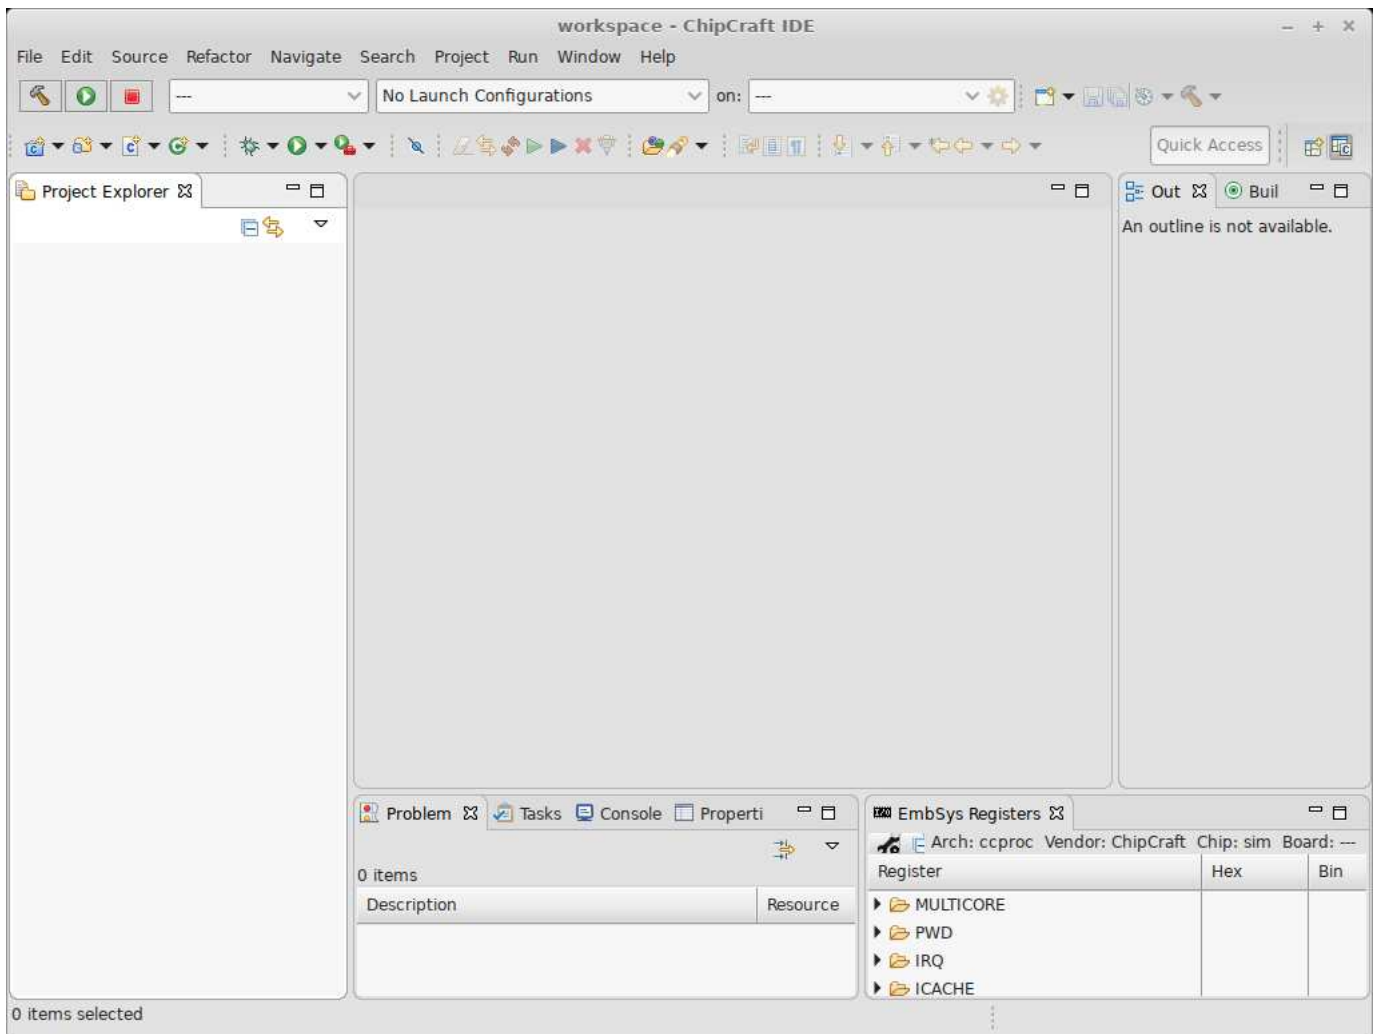 workspace - ChipCraft IDE
File Edit Source Refactor Navigate Search Project Run Window Help
--- No Launch Configurations on: ---
Quick Access
Project Explorer
Out Buil
An outline is not available.
Problem Tasks Console Properti
0 items
Description Resource
EmbSys Registers
Arch: ccproc Vendor: ChipCraft Chip: sim Board: ---
Register Hex Bin
MULTICORE
PWD
IRQ
ICACHE
0 items selected